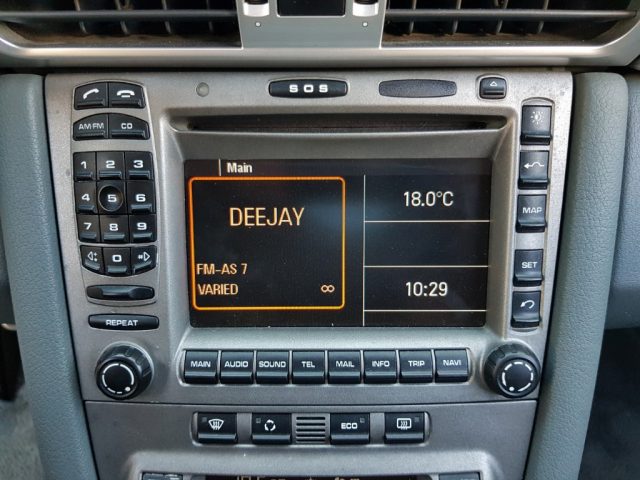 SOS
AM FM CD
1 2 3
4 5 6
7 8 9
0
REPEAT
Main
DEEJAY
FM-AS 7
VARIED ∞
18.0°C
10:29
MAP
SET
MAIN AUDIO SOUND TEL MAIL INFO TRIP NAVI
ECO